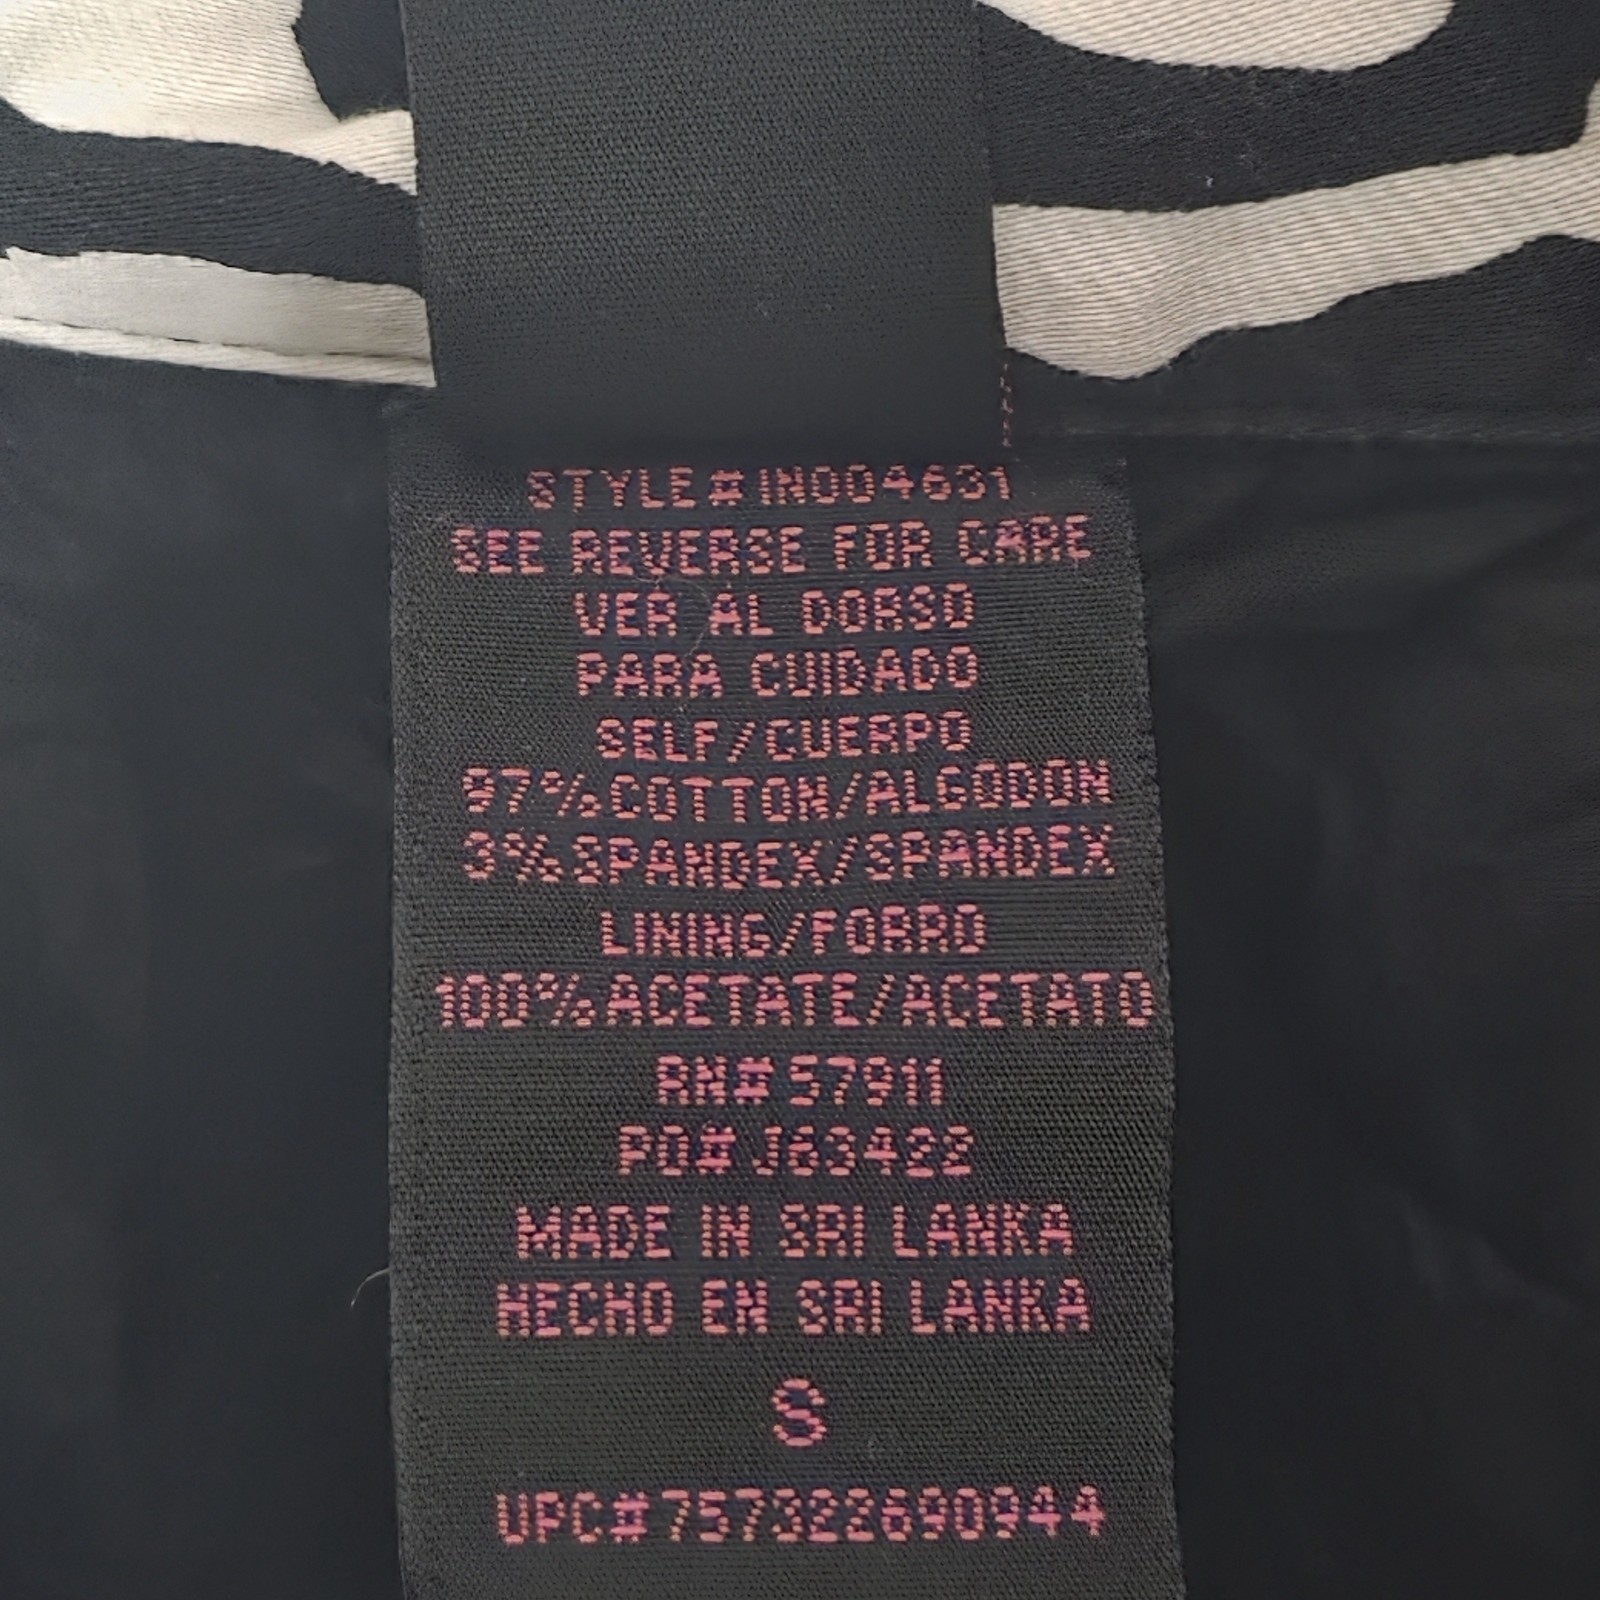 STYLE#IN004631
SEE REVERSE FOR CARE
VER AL DORSO
PARA CUIDADO
SELF/CUERPO
97%COTTON/ALGODON
3%SPANDEX/SPANDEX
LINING/FORRO
100%ACETATE/ACETATO
RN#57911
PO#J63422
MADE IN SRI LANKA
HECHO EN SRI LANKA
S
UPC#757322690944